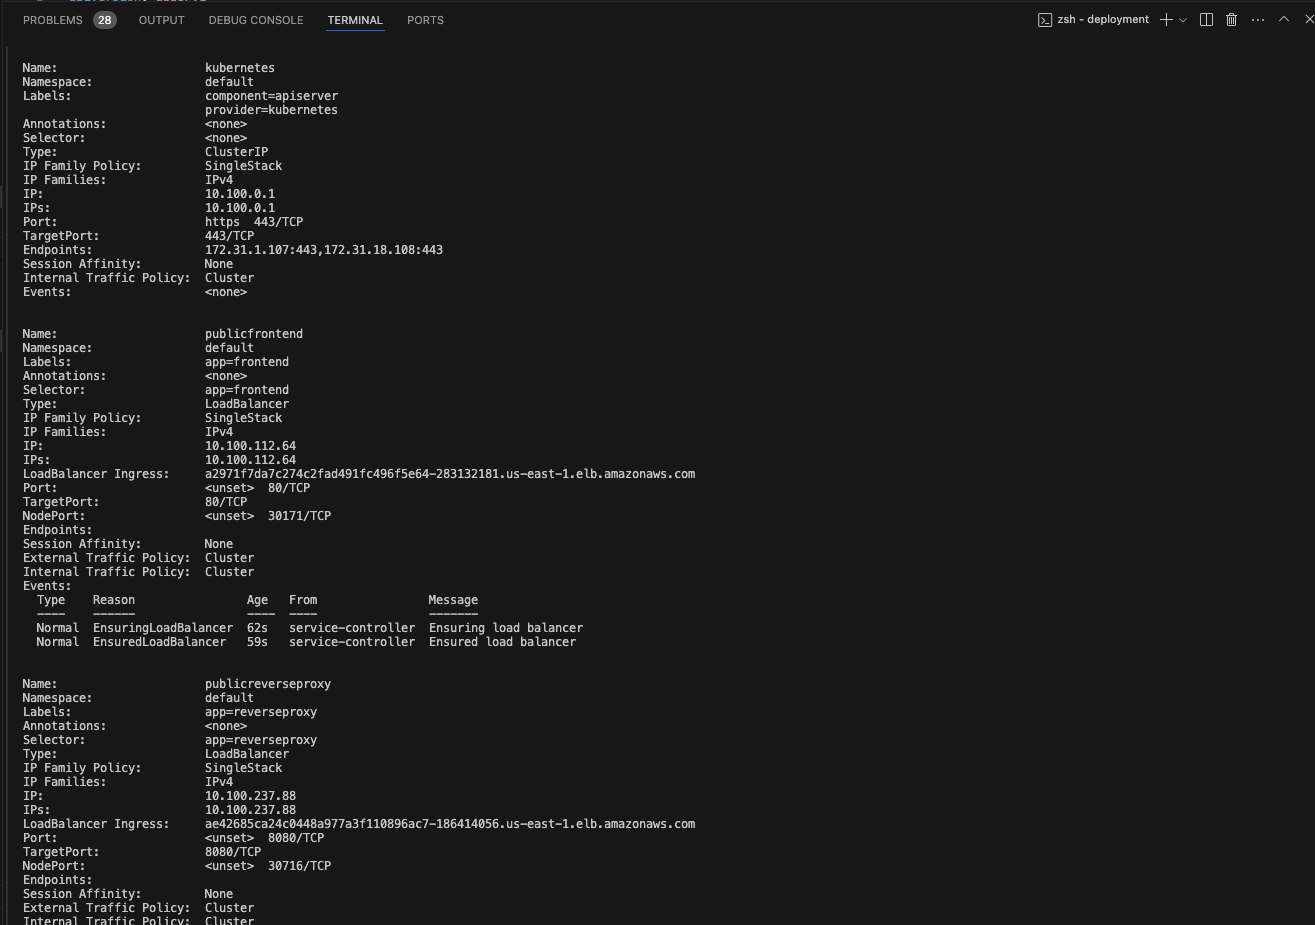 PROBLEMS 28 OUTPUT DEBUG CONSOLE TERMINAL PORTS zsh - deployment
Name: kubernetes
Namespace: default
Labels: component=apiserver
provider=kubernetes
Annotations: <none>
Selector: <none>
Type: ClusterIP
IP Family Policy: SingleStack
IP Families: IPv4
IP: 10.100.0.1
IPs: 10.100.0.1
Port: https 443/TCP
TargetPort: 443/TCP
Endpoints: 172.31.1.107:443,172.31.18.108:443
Session Affinity: None
Internal Traffic Policy: Cluster
Events: <none>
Name: publicfrontend
Namespace: default
Labels: app=frontend
Annotations: <none>
Selector: app=frontend
Type: LoadBalancer
IP Family Policy: SingleStack
IP Families: IPv4
IP: 10.100.112.64
IPs: 10.100.112.64
LoadBalancer Ingress: a2971f7da7c274c2fad491fc496f5e64-283132181.us-east-1.elb.amazonaws.com
Port: <unset> 80/TCP
TargetPort: 80/TCP
NodePort: <unset> 30171/TCP
Endpoints:
Session Affinity: None
External Traffic Policy: Cluster
Internal Traffic Policy: Cluster
Events:
Type Reason Age From Message
---- ------ ---- ---- -------
Normal EnsuringLoadBalancer 62s service-controller Ensuring load balancer
Normal EnsuredLoadBalancer 59s service-controller Ensured load balancer
Name: publicreverseproxy
Namespace: default
Labels: app=reverseproxy
Annotations: <none>
Selector: app=reverseproxy
Type: LoadBalancer
IP Family Policy: SingleStack
IP Families: IPv4
IP: 10.100.237.88
IPs: 10.100.237.88
LoadBalancer Ingress: ae42685ca24c0448a977a3f110896ac7-186414056.us-east-1.elb.amazonaws.com
Port: <unset> 8080/TCP
TargetPort: 8080/TCP
NodePort: <unset> 30716/TCP
Endpoints:
Session Affinity: None
External Traffic Policy: Cluster
Internal Traffic Policy: Cluster